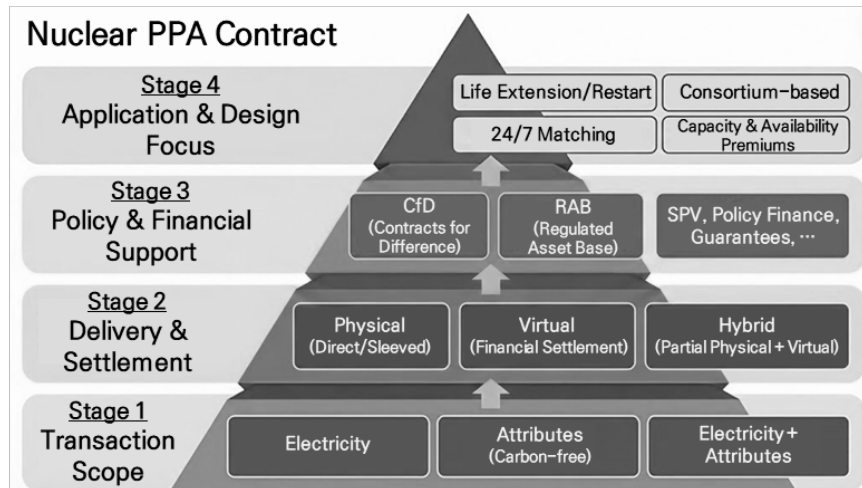 Nuclear PPA Contract
Stage 4
Application & Design
Focus
Life Extension/Restart
Consortium-based
24/7 Matching
Capacity & Availability
Premiums
Stage 3
Policy & Financial
Support
CfD
(Contracts for
Difference)
RAB
(Regulated
Asset Base)
SPV, Policy Finance,
Guarantees, ···
Stage 2
Delivery &
Settlement
Physical
(Direct/Sleeved)
Virtual
(Financial Settlement)
Hybrid
(Partial Physical + Virtual)
Stage 1
Transaction
Scope
Electricity
Attributes
(Carbon-free)
Electricity +
Attributes